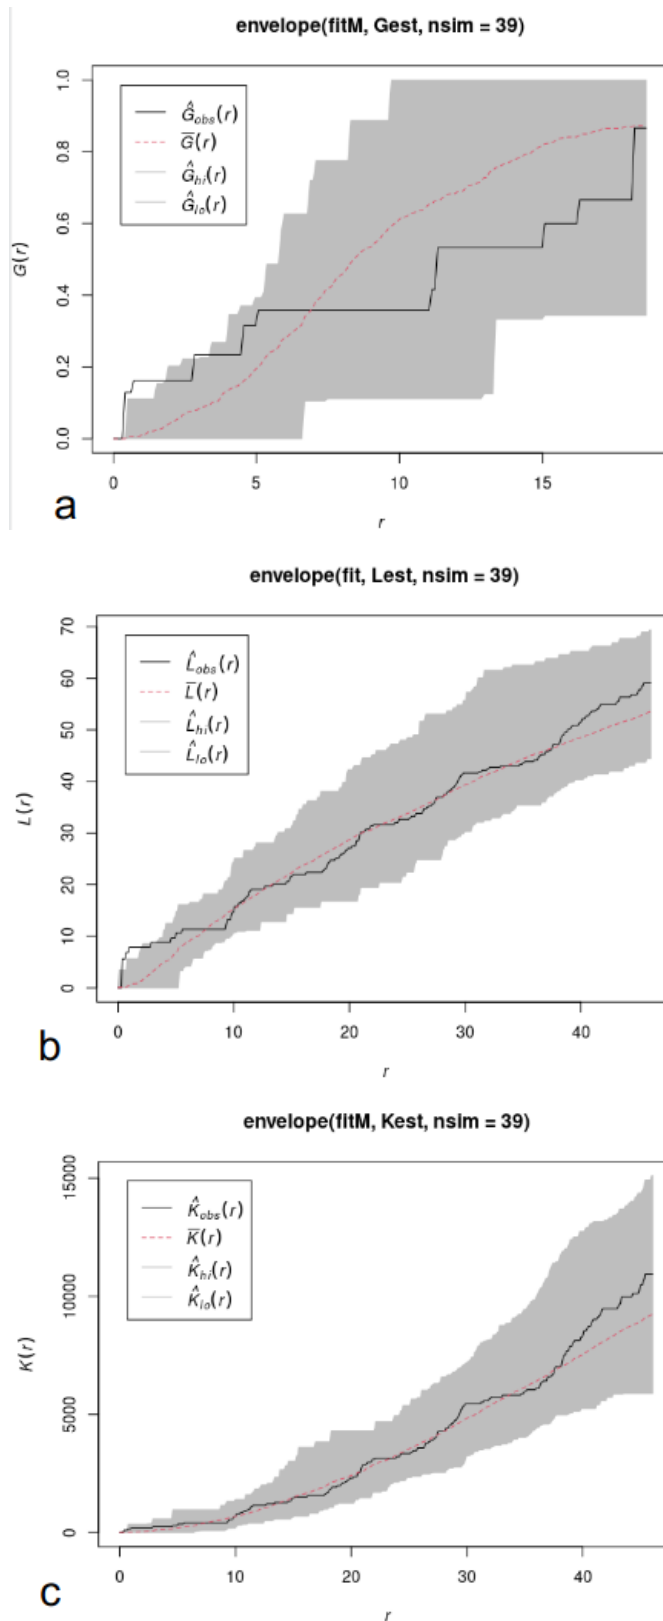 envelope(fitM, Gest, nsim = 39)
Ĝobs(r)
G̅(r)
Ĝhi(r)
Ĝlo(r)
G(r)
0.0 0.2 0.4 0.6 0.8 1.0
0 5 10 15
r
a
envelope(fit, Lest, nsim = 39)
L̂obs(r)
L̅(r)
L̂hi(r)
L̂lo(r)
L(r)
0 10 20 30 40 50 60 70
0 10 20 30 40
r
b
envelope(fitM, Kest, nsim = 39)
K̂obs(r)
K̅(r)
K̂hi(r)
K̂lo(r)
K(r)
0 5000 10000 15000
0 10 20 30 40
r
c